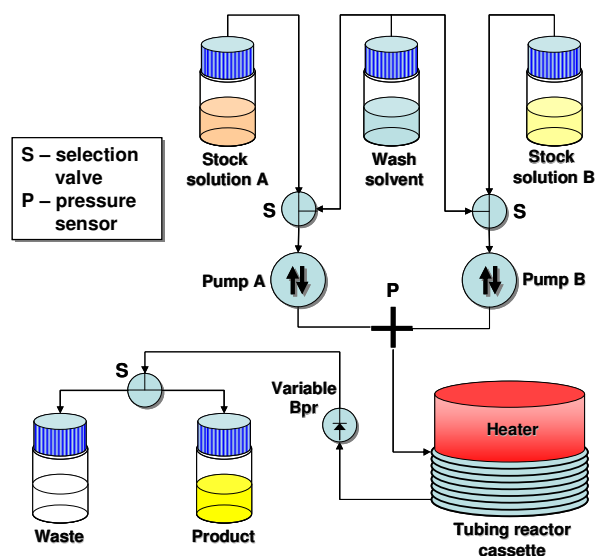 Stock
solution A
Wash
solvent
Stock
solution B
S – selection
valve
P – pressure
sensor
S
S
Pump A
Pump B
P
S
Variable
Bpr
Heater
Waste
Product
Tubing reactor
cassette